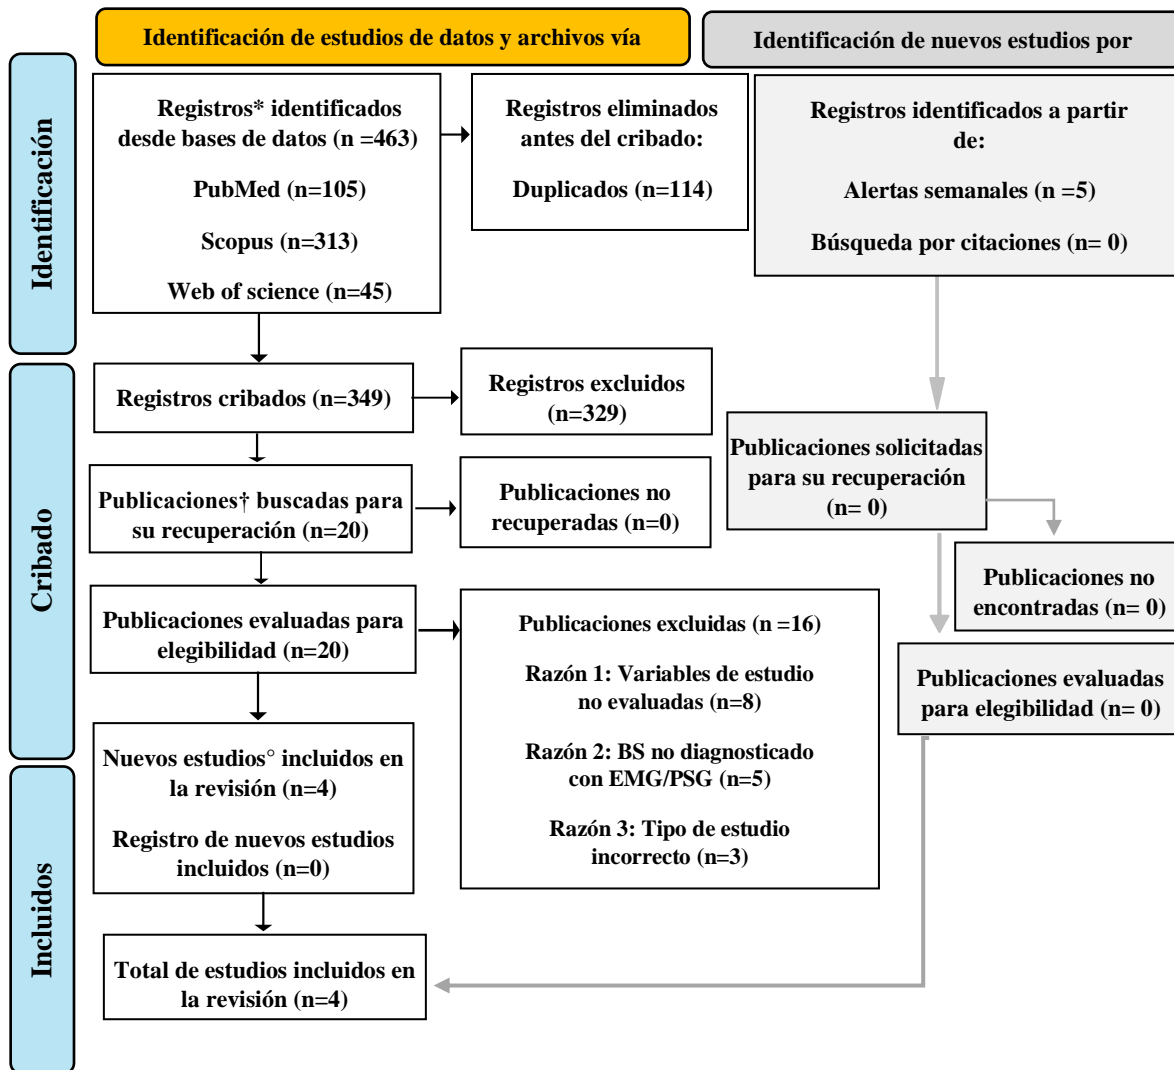 Identificación de estudios de datos y archivos vía
Identificación de nuevos estudios por
Identificación
Registros* identificados
desde bases de datos (n =463)
PubMed (n=105)
Scopus (n=313)
Web of science (n=45)
Registros eliminados
antes del cribado:
Duplicados (n=114)
Registros identificados a partir
de:
Alertas semanales (n =5)
Búsqueda por citaciones (n= 0)
Cribado
Registros cribados (n=349)
Registros excluidos
(n=329)
Publicaciones† buscadas para
su recuperación (n=20)
Publicaciones no
recuperadas (n=0)
Publicaciones solicitadas
para su recuperación
(n= 0)
Publicaciones no
encontradas (n= 0)
Publicaciones evaluadas para
elegibilidad (n=20)
Publicaciones excluidas (n =16)
Razón 1: Variables de estudio
no evaluadas (n=8)
Razón 2: BS no diagnosticado
con EMG/PSG (n=5)
Razón 3: Tipo de estudio
incorrecto (n=3)
Publicaciones evaluadas
para elegibilidad (n= 0)
Incluidos
Nuevos estudios° incluidos en
la revisión (n=4)
Registro de nuevos estudios
incluidos (n=0)
Total de estudios incluidos en
la revisión (n=4)